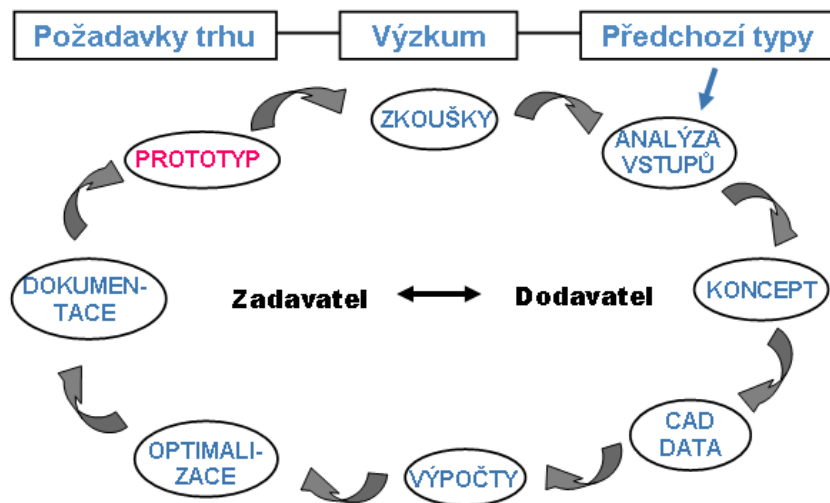 Požadavky trhu
Výzkum
Předchozí typy
ZKOUŠKY
ANALÝZA
VSTUPŮ
PROTOTYP
DOKUMEN-
TACE
Zadavatel
Dodavatel
KONCEPT
CAD
DATA
OPTIMALI-
ZACE
VÝPOČTY